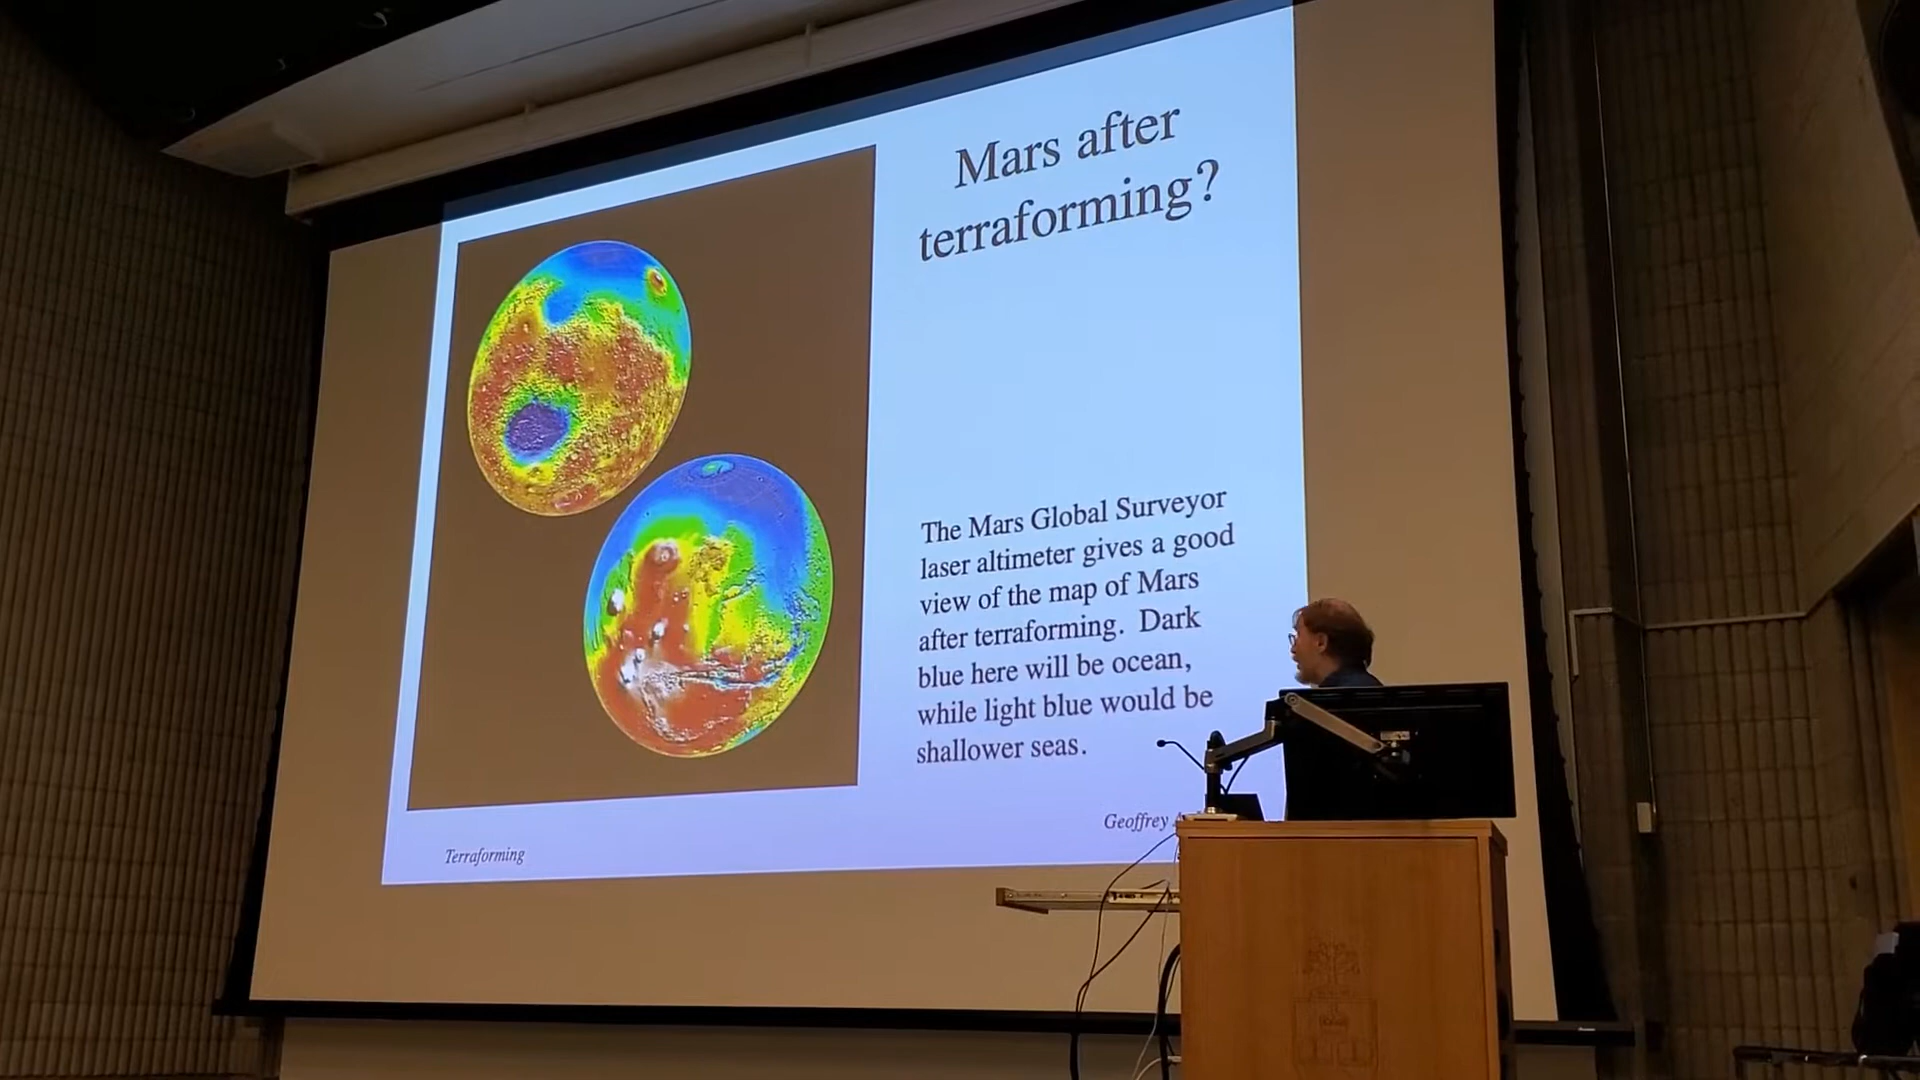 Mars after
terraforming?
The Mars Global Surveyor
laser altimeter gives a good
view of the map of Mars
after terraforming. Dark
blue here will be ocean,
while light blue would be
shallower seas.
Geoffrey
Terraforming